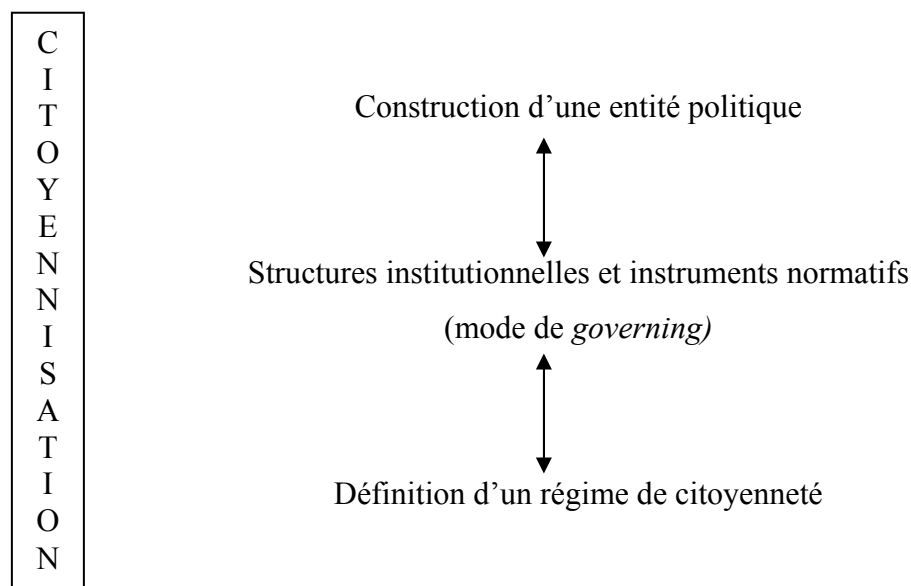 C
I
T
O
Y
E
N
N
I
S
A
T
I
O
N
Construction d’une entité politique
Structures institutionnelles et instruments normatifs
(mode de governing)
Définition d’un régime de citoyenneté